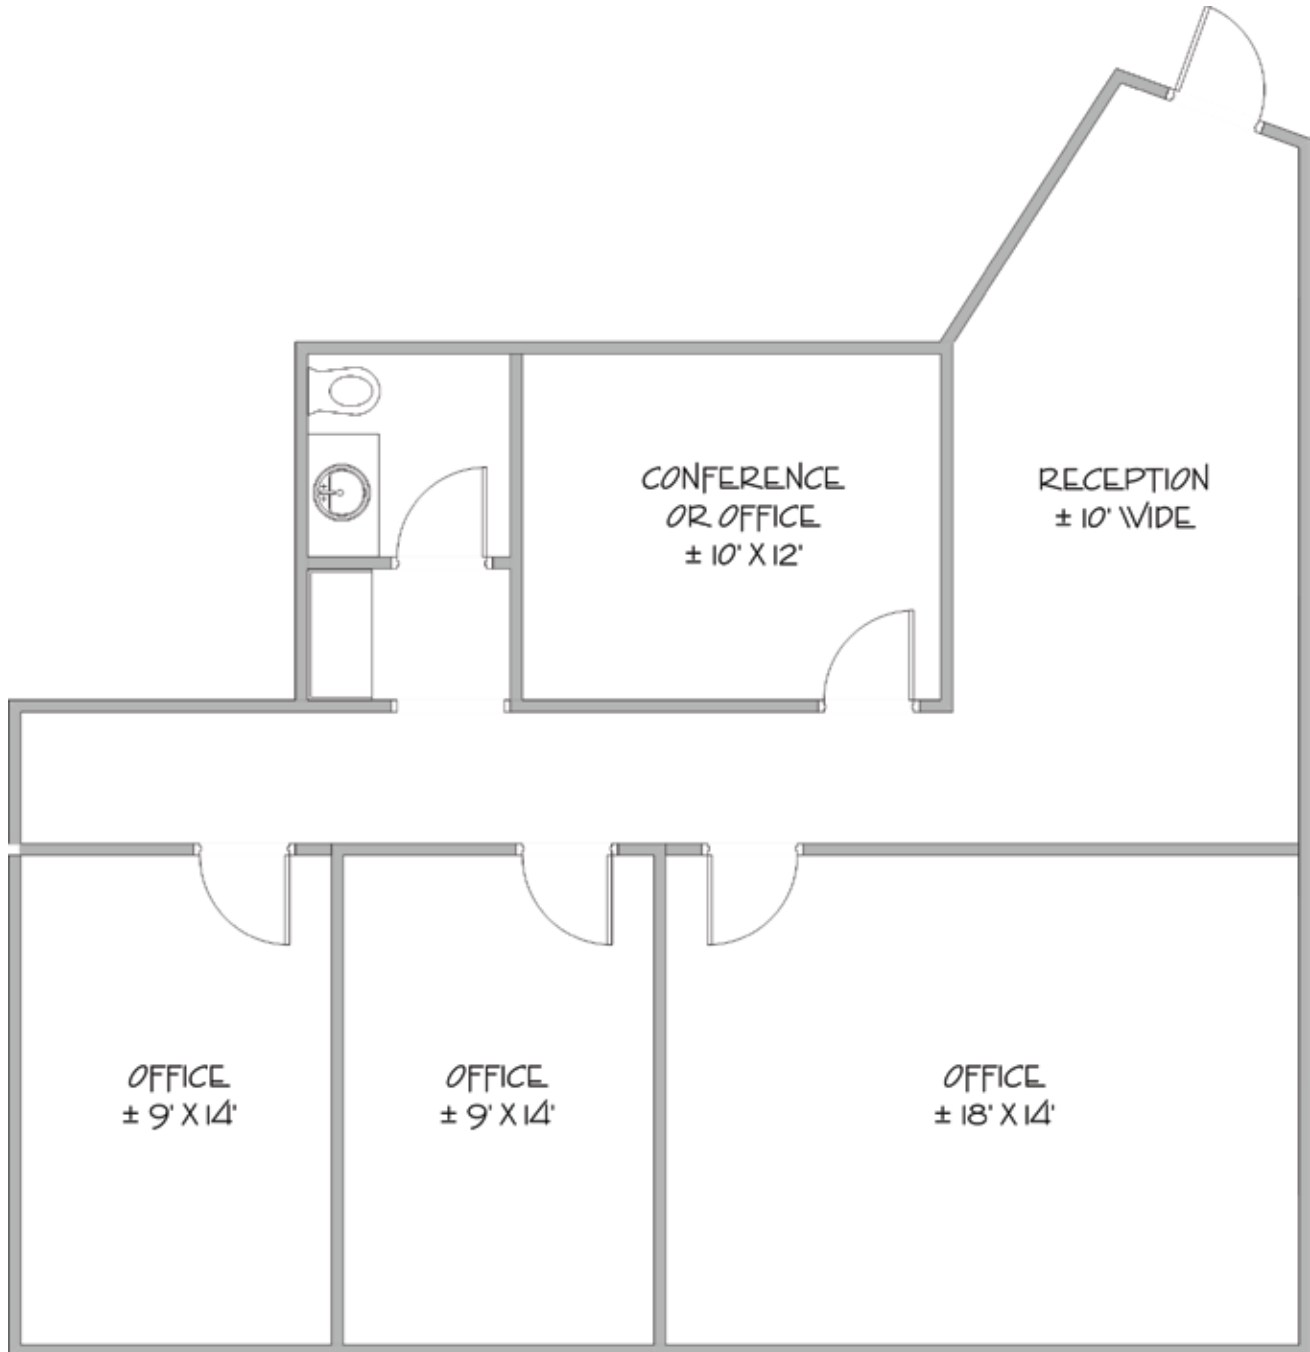 CONFERENCE
OR OFFICE
± 10' X 12'
RECEPTION
± 10' WIDE
OFFICE
± 9' X 14'
OFFICE
± 9' X 14'
OFFICE
± 18' X 14'